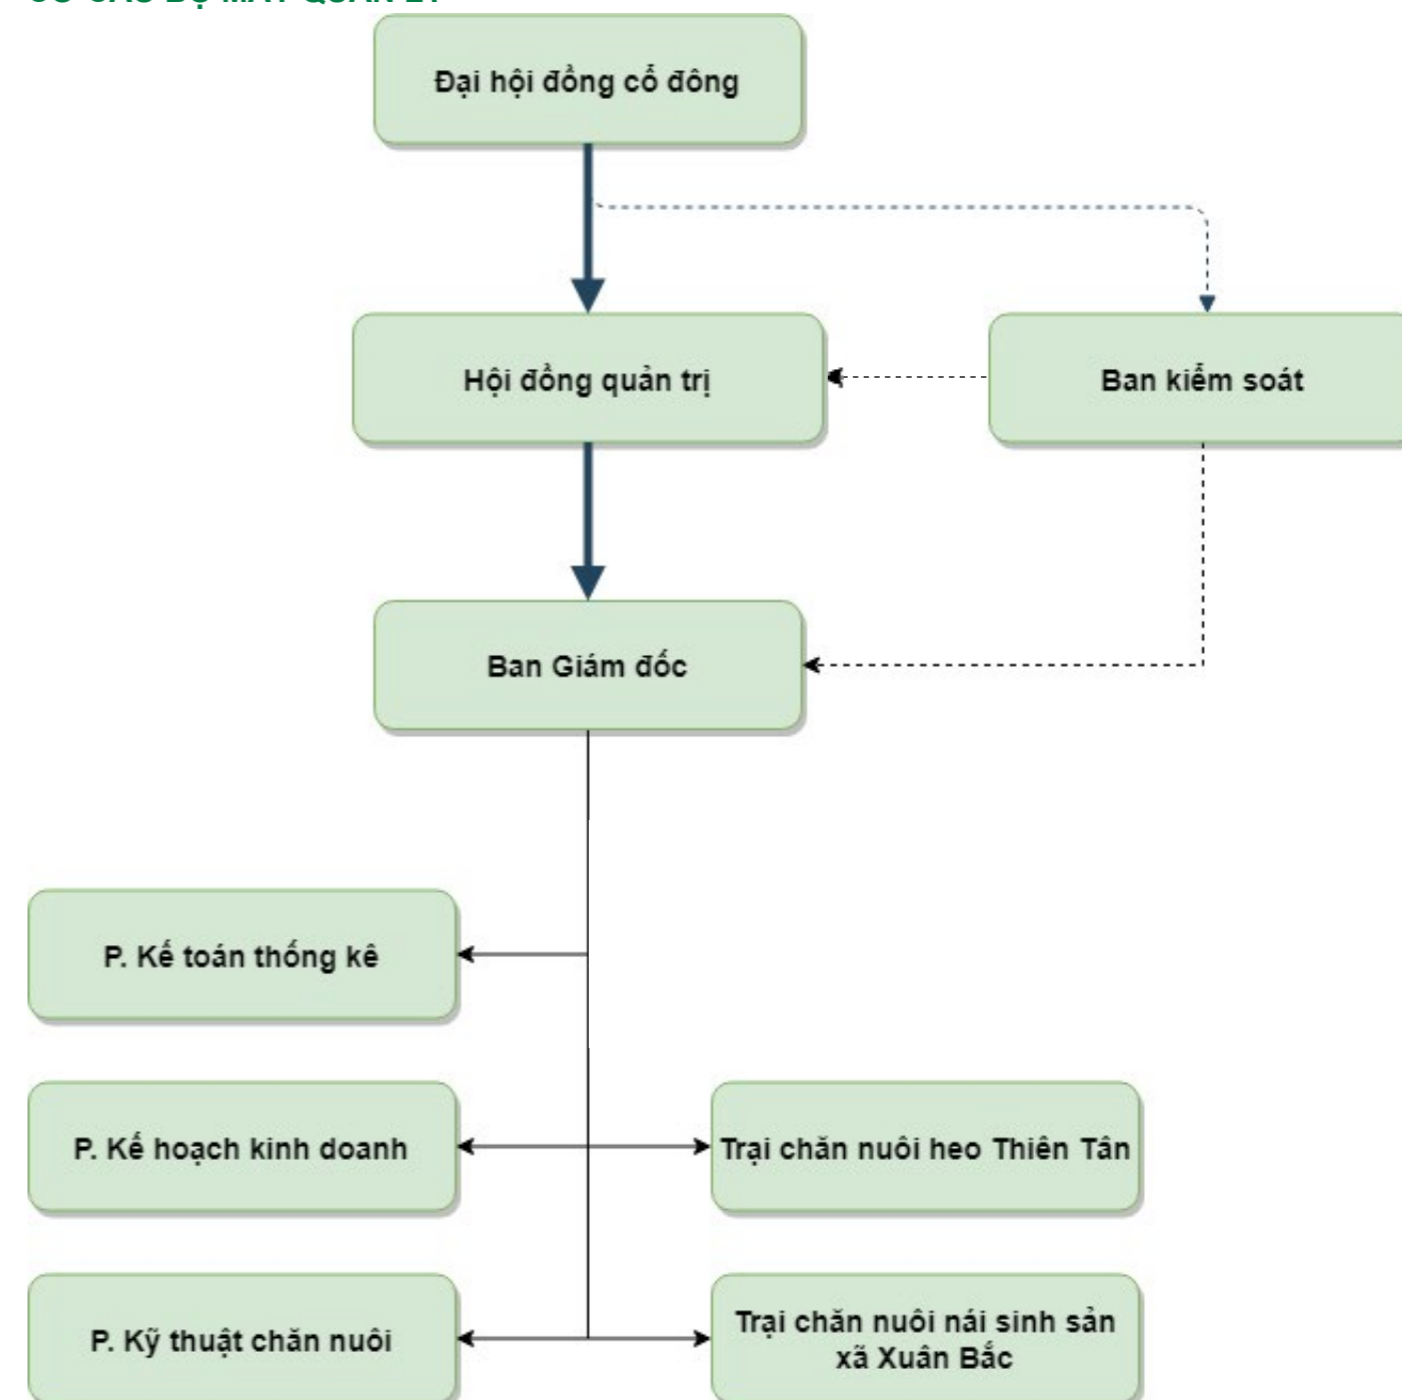 Đại hội đồng cổ đông
Hội đồng quản trị
Ban kiểm soát
Ban Giám đốc
P. Kế toán thống kê
P. Kế hoạch kinh doanh
Trại chăn nuôi heo Thiên Tân
P. Kỹ thuật chăn nuôi
Trại chăn nuôi nái sinh sản
xã Xuân Bắc